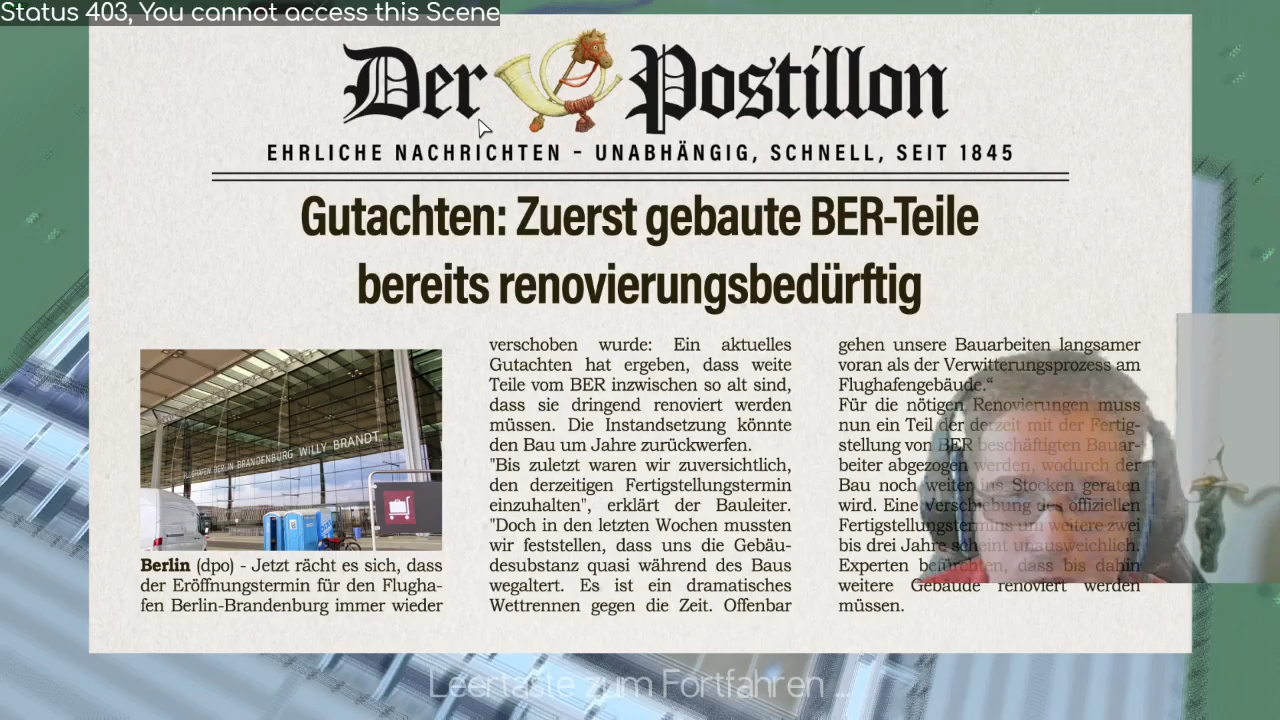 Status 403, You cannot access this Scene
Der Postillon
EHRLICHE NACHRICHTEN - UNABHÄNGIG, SCHNELL, SEIT 1845
Gutachten: Zuerst gebaute BER-Teile
bereits renovierungsbedürftig
FLUGHAFEN BERLIN BRANDENBURG WILLY BRANDT
Berlin (dpo) - Jetzt rächt es sich, dass
der Eröffnungstermin für den Flugha-
fen Berlin-Brandenburg immer wieder
verschoben wurde: Ein aktuelles
Gutachten hat ergeben, dass weite
Teile vom BER inzwischen so alt sind,
dass sie dringend renoviert werden
müssen. Die Instandsetzung könnte
den Bau um Jahre zurückwerfen.
"Bis zuletzt waren wir zuversichtlich,
den derzeitigen Fertigstellungstermin
einzuhalten", erklärt der Bauleiter.
"Doch in den letzten Wochen mussten
wir feststellen, dass uns die Gebäu-
desubstanz quasi während des Baus
wegaltert. Es ist ein dramatisches
Wettrennen gegen die Zeit. Offenbar
gehen unsere Bauarbeiten langsamer
voran als der Verwitterungsprozess am
Flughafengebäude.“
Für die nötigen Renovierungen muss
nun ein Teil der derzeit mit der Fertig-
stellung von BER beschäftigten Bauar-
beiter abgezogen werden, wodurch der
Bau noch weiter ins Stocken geraten
wird. Eine Verschiebung des offiziellen
Fertigstellungstermins um weitere zwei
bis drei Jahre scheint unausweichlich.
Experten befürchten, dass bis dahin
weitere Gebäude renoviert werden
müssen.
Leertaste zum Fortfahren ...